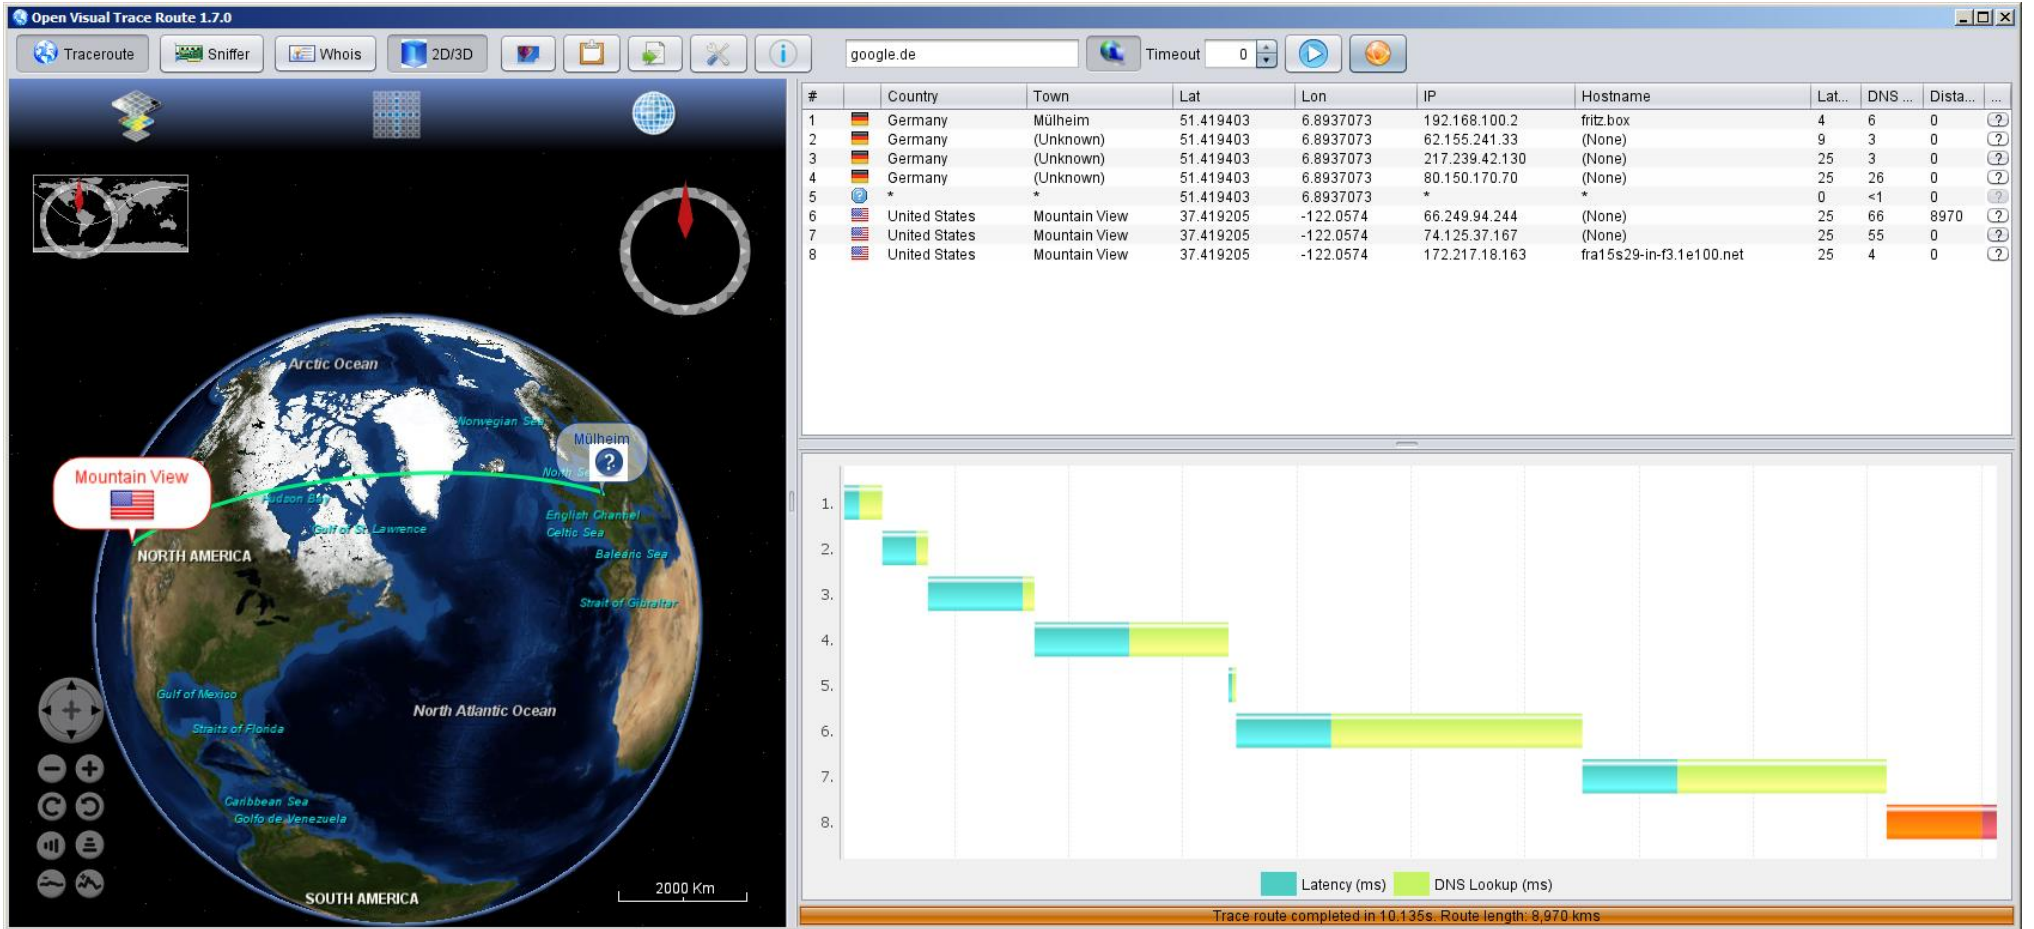 Open Visual Trace Route 1.7.0
Traceroute Sniffer Whois 2D/3D google.de Timeout 0
# Country Town Lat Lon IP Hostname Lat... DNS ... Dista... ...
1 Germany Mülheim 51.419403 6.8937073 192.168.100.2 fritz.box 4 6 0 ?
2 Germany (Unknown) 51.419403 6.8937073 62.155.241.33 (None) 9 3 0 ?
3 Germany (Unknown) 51.419403 6.8937073 217.239.42.130 (None) 25 3 0 ?
4 Germany (Unknown) 51.419403 6.8937073 80.150.170.70 (None) 25 26 0 ?
5 ? * * 51.419403 6.8937073 * * 0 <1 0 ?
6 United States Mountain View 37.419205 -122.0574 66.249.94.244 (None) 25 66 8970 ?
7 United States Mountain View 37.419205 -122.0574 74.125.37.167 (None) 25 55 0 ?
8 United States Mountain View 37.419205 -122.0574 172.217.18.163 fra15s29-in-f3.1e100.net 25 4 0 ?
Arctic Ocean
Norwegian Sea
Mülheim
?
Mountain View
North Se
Hudson Bay
English Channel
Gulf of St. Lawrence
Celtic Sea
NORTH AMERICA
Balearic Sea
Strait of Gibraltar
Gulf of Mexico
North Atlantic Ocean
Straits of Florida
Caribbean Sea
Golfo de Venezuela
SOUTH AMERICA
2000 Km
1.
2.
3.
4.
5.
6.
7.
8.
Latency (ms) DNS Lookup (ms)
Trace route completed in 10.135s. Route length: 8,970 kms